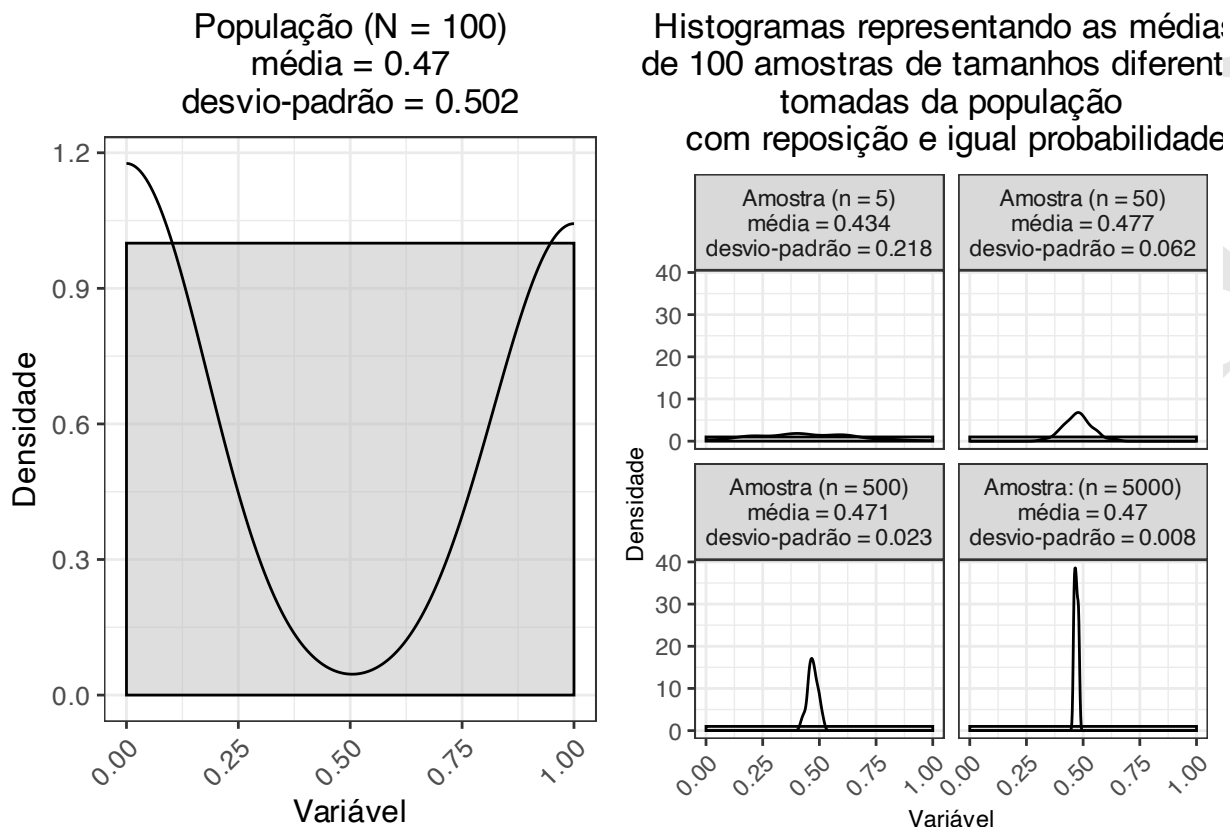 População (N = 100)
média = 0.47
desvio-padrão = 0.502
1.2
0.9
0.6
0.3
0.0
Densidade
0.00
0.25
0.50
0.75
1.00
Variável
Histogramas representando as médias
de 100 amostras de tamanhos diferent
tomadas da população
com reposição e igual probabilidade
Amostra (n = 5)
média = 0.434
desvio-padrão = 0.218
Amostra (n = 50)
média = 0.477
desvio-padrão = 0.062
40
30
20
10
0
Amostra (n = 500)
média = 0.471
desvio-padrão = 0.023
Amostra: (n = 5000)
média = 0.47
desvio-padrão = 0.008
40
30
20
10
0
Densidade
0.00
0.25
0.50
0.75
1.00
0.00
0.25
0.50
0.75
1.00
Variável